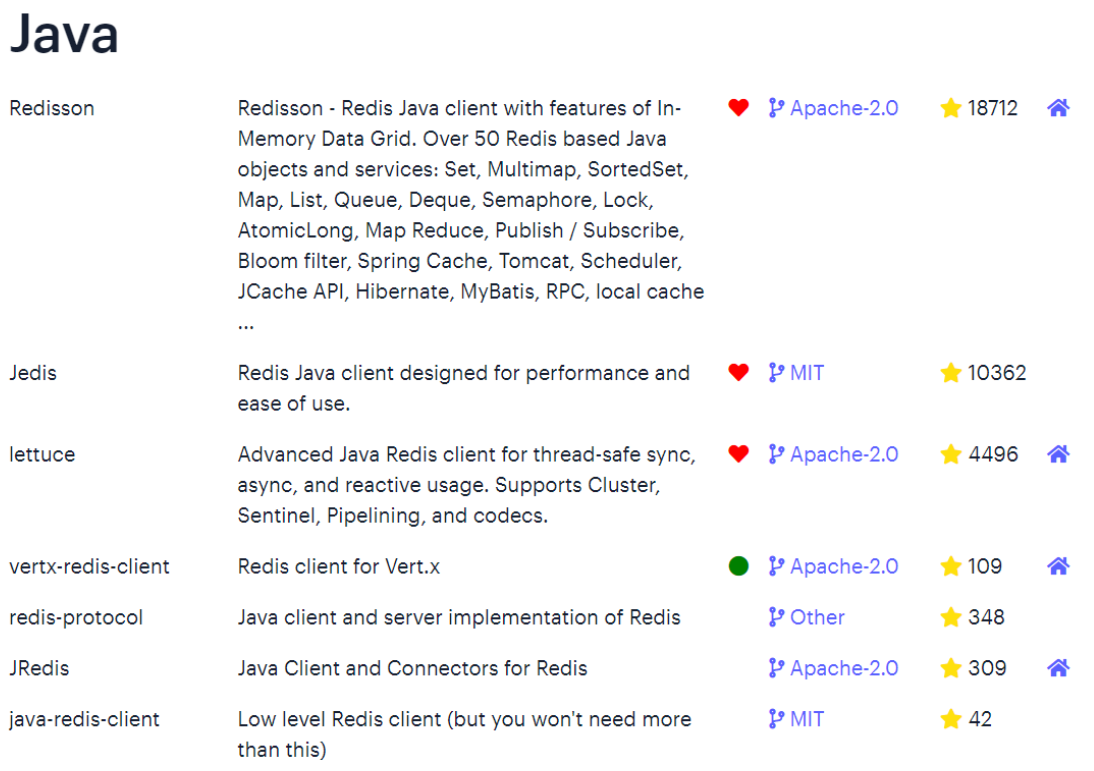 Java
Redisson Redisson - Redis Java client with features of In- Apache-2.0 18712
Memory Data Grid. Over 50 Redis based Java
objects and services: Set, Multimap, SortedSet,
Map, List, Queue, Deque, Semaphore, Lock,
AtomicLong, Map Reduce, Publish / Subscribe,
Bloom filter, Spring Cache, Tomcat, Scheduler,
JCache API, Hibernate, MyBatis, RPC, local cache
...
Jedis Redis Java client designed for performance and MIT 10362
ease of use.
lettuce Advanced Java Redis client for thread-safe sync, Apache-2.0 4496
async, and reactive usage. Supports Cluster,
Sentinel, Pipelining, and codecs.
vertx-redis-client Redis client for Vert.x Apache-2.0 109
redis-protocol Java client and server implementation of Redis Other 348
JRedis Java Client and Connectors for Redis Apache-2.0 309
java-redis-client Low level Redis client (but you won't need more MIT 42
than this)